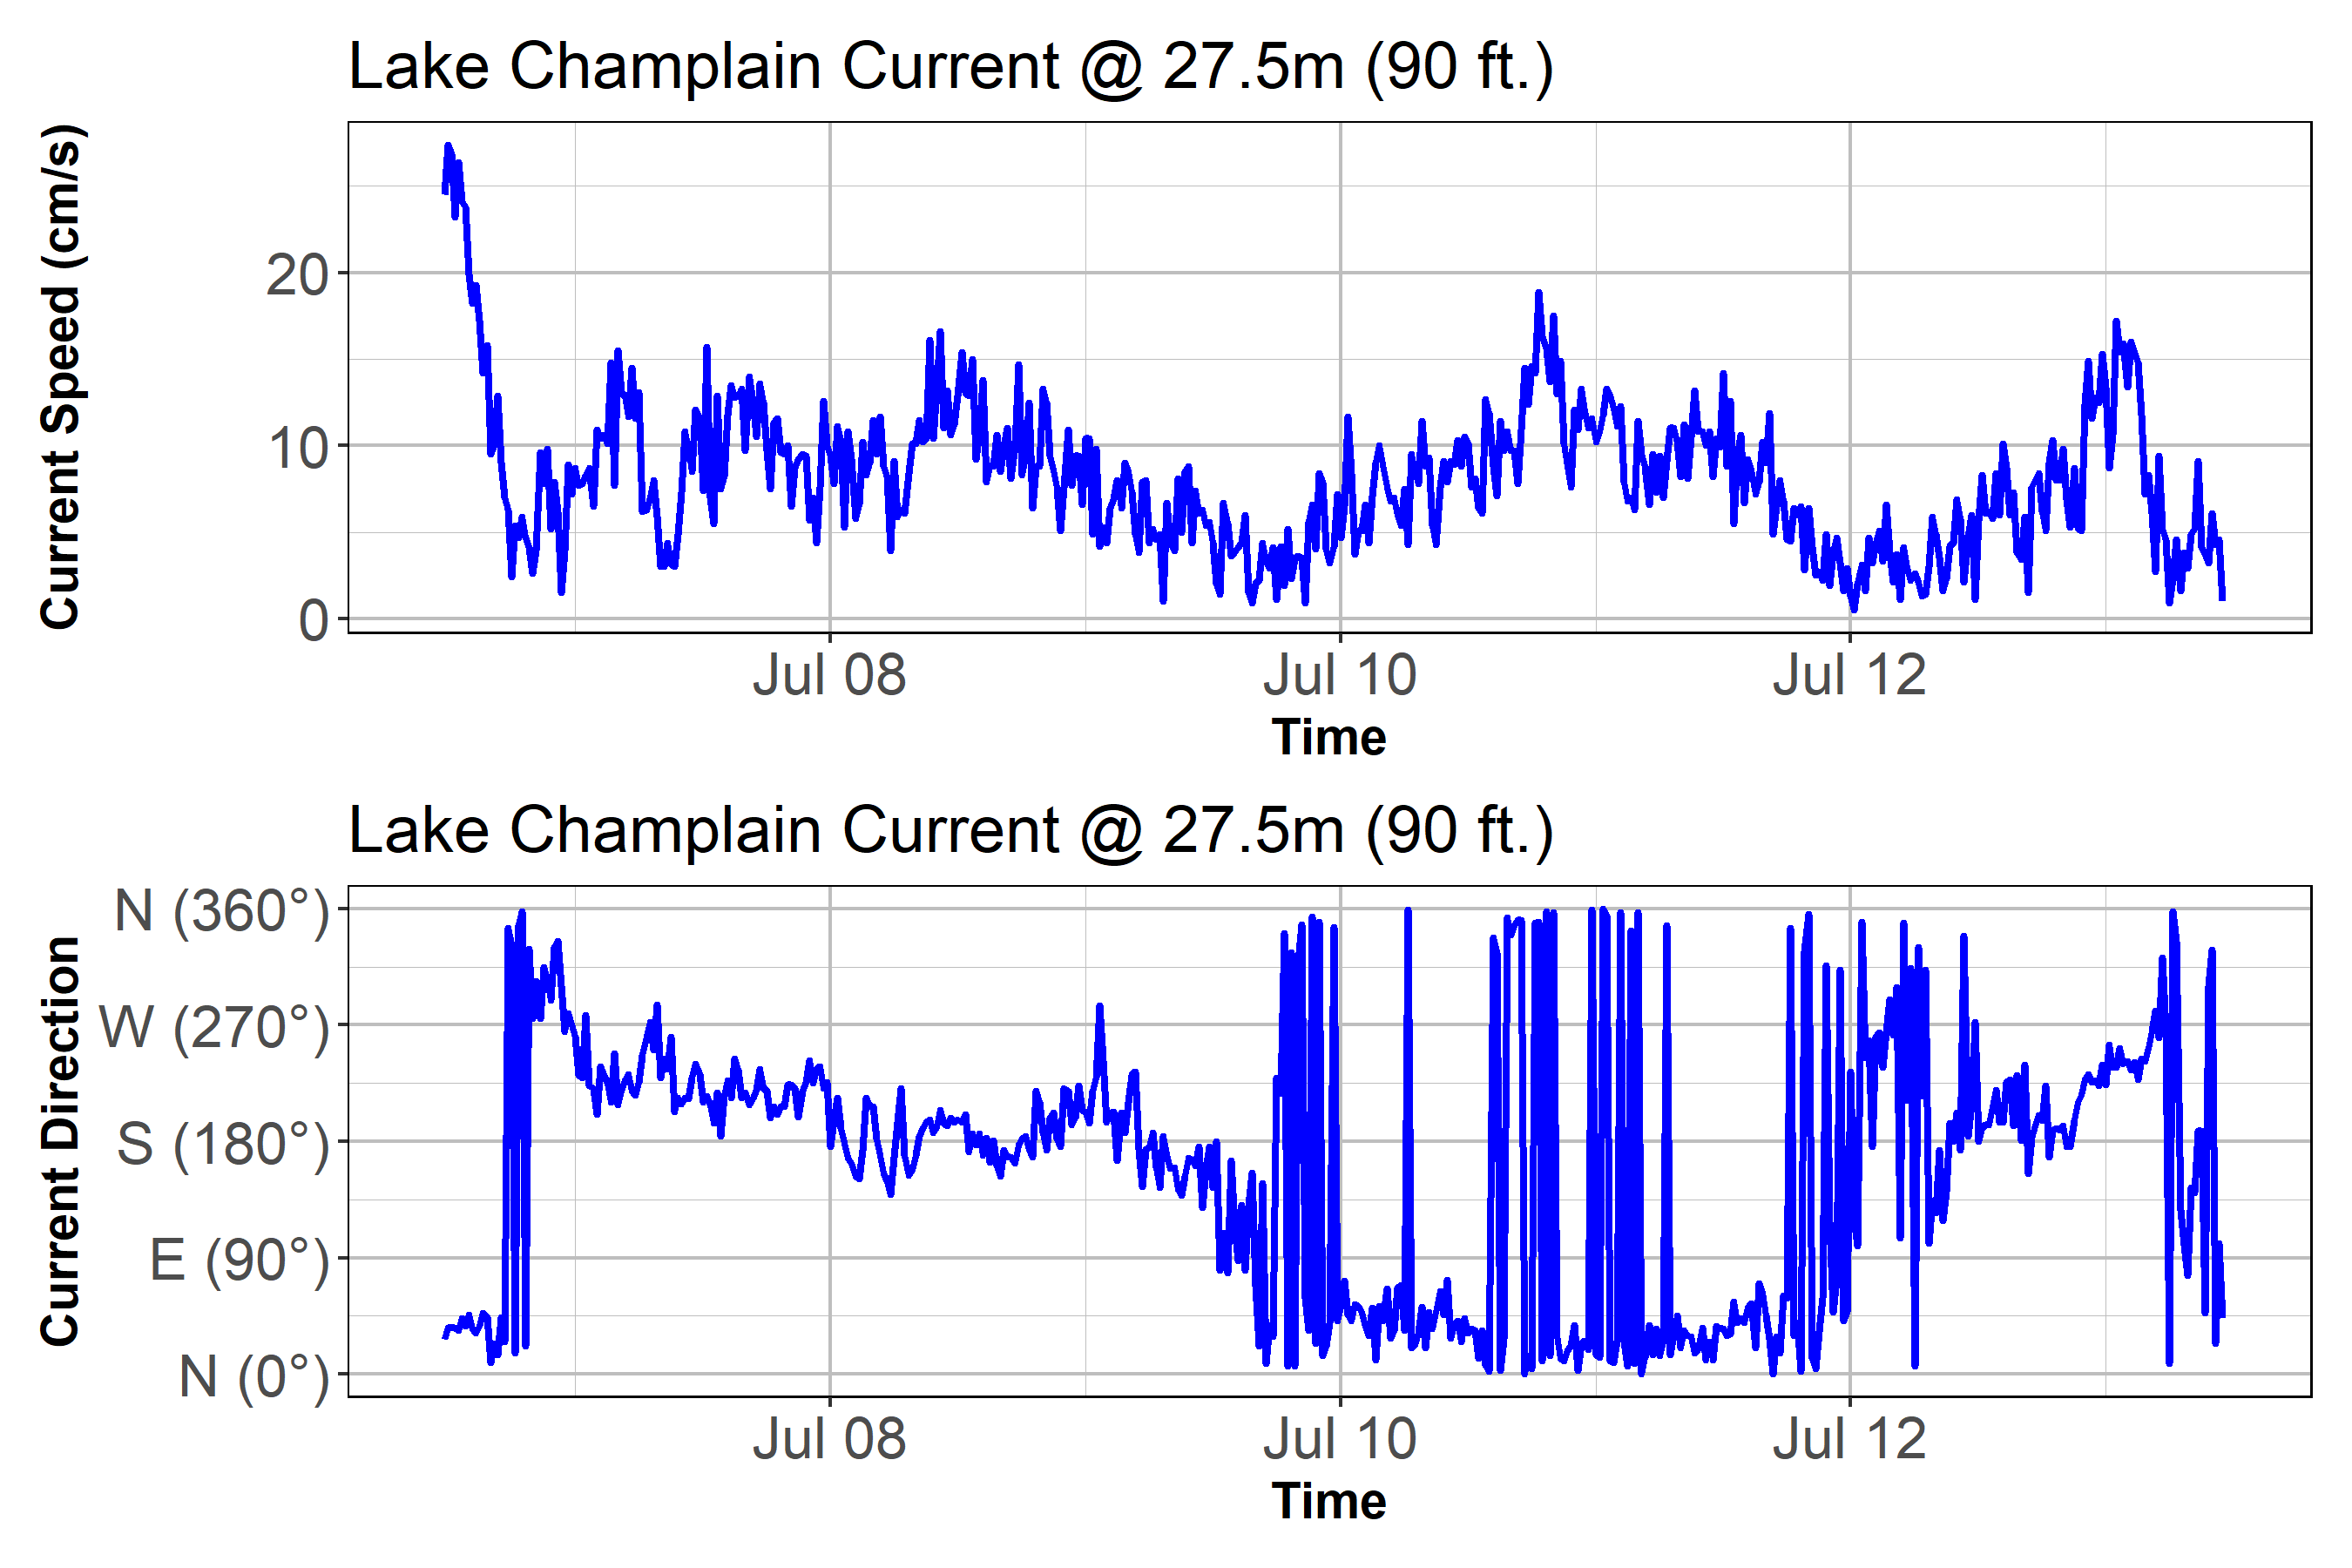 Lake Champlain Current @ 27.5m (90 ft.)
Current Speed (cm/s)
20
10
0
Jul 08 Jul 10 Jul 12
Time
Lake Champlain Current @ 27.5m (90 ft.)
Current Direction
N (360°)
W (270°)
S (180°)
E (90°)
N (0°)
Jul 08 Jul 10 Jul 12
Time